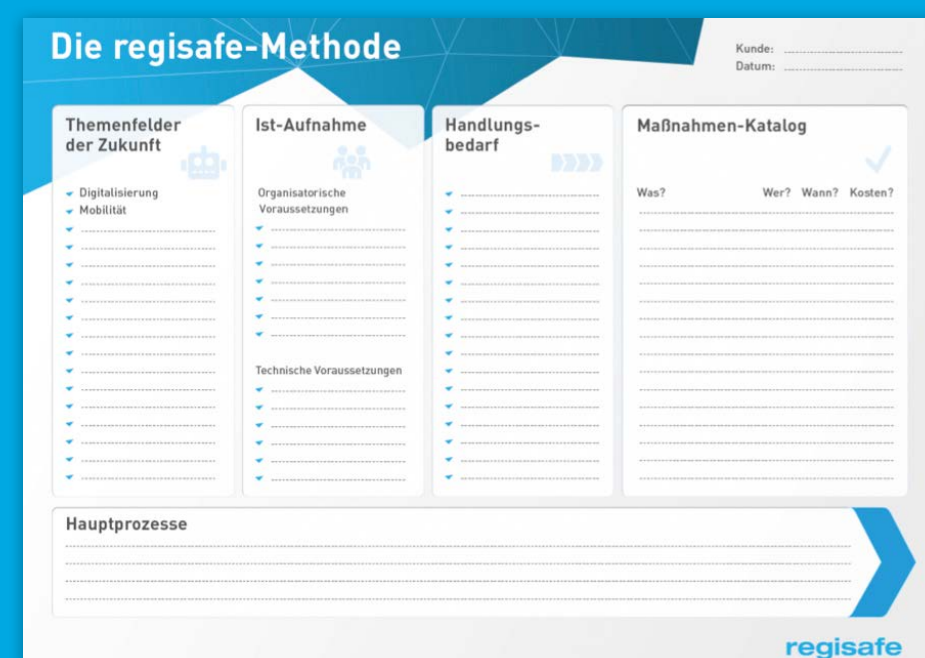 Die regisafe-Methode
Kunde:
Datum:
Themenfelder
der Zukunft
Digitalisierung
Mobilität
Ist-Aufnahme
Organisatorische
Voraussetzungen
Technische Voraussetzungen
Handlungs-
bedarf
Maßnahmen-Katalog
Was? Wer? Wann? Kosten?
Hauptprozesse
regisafe